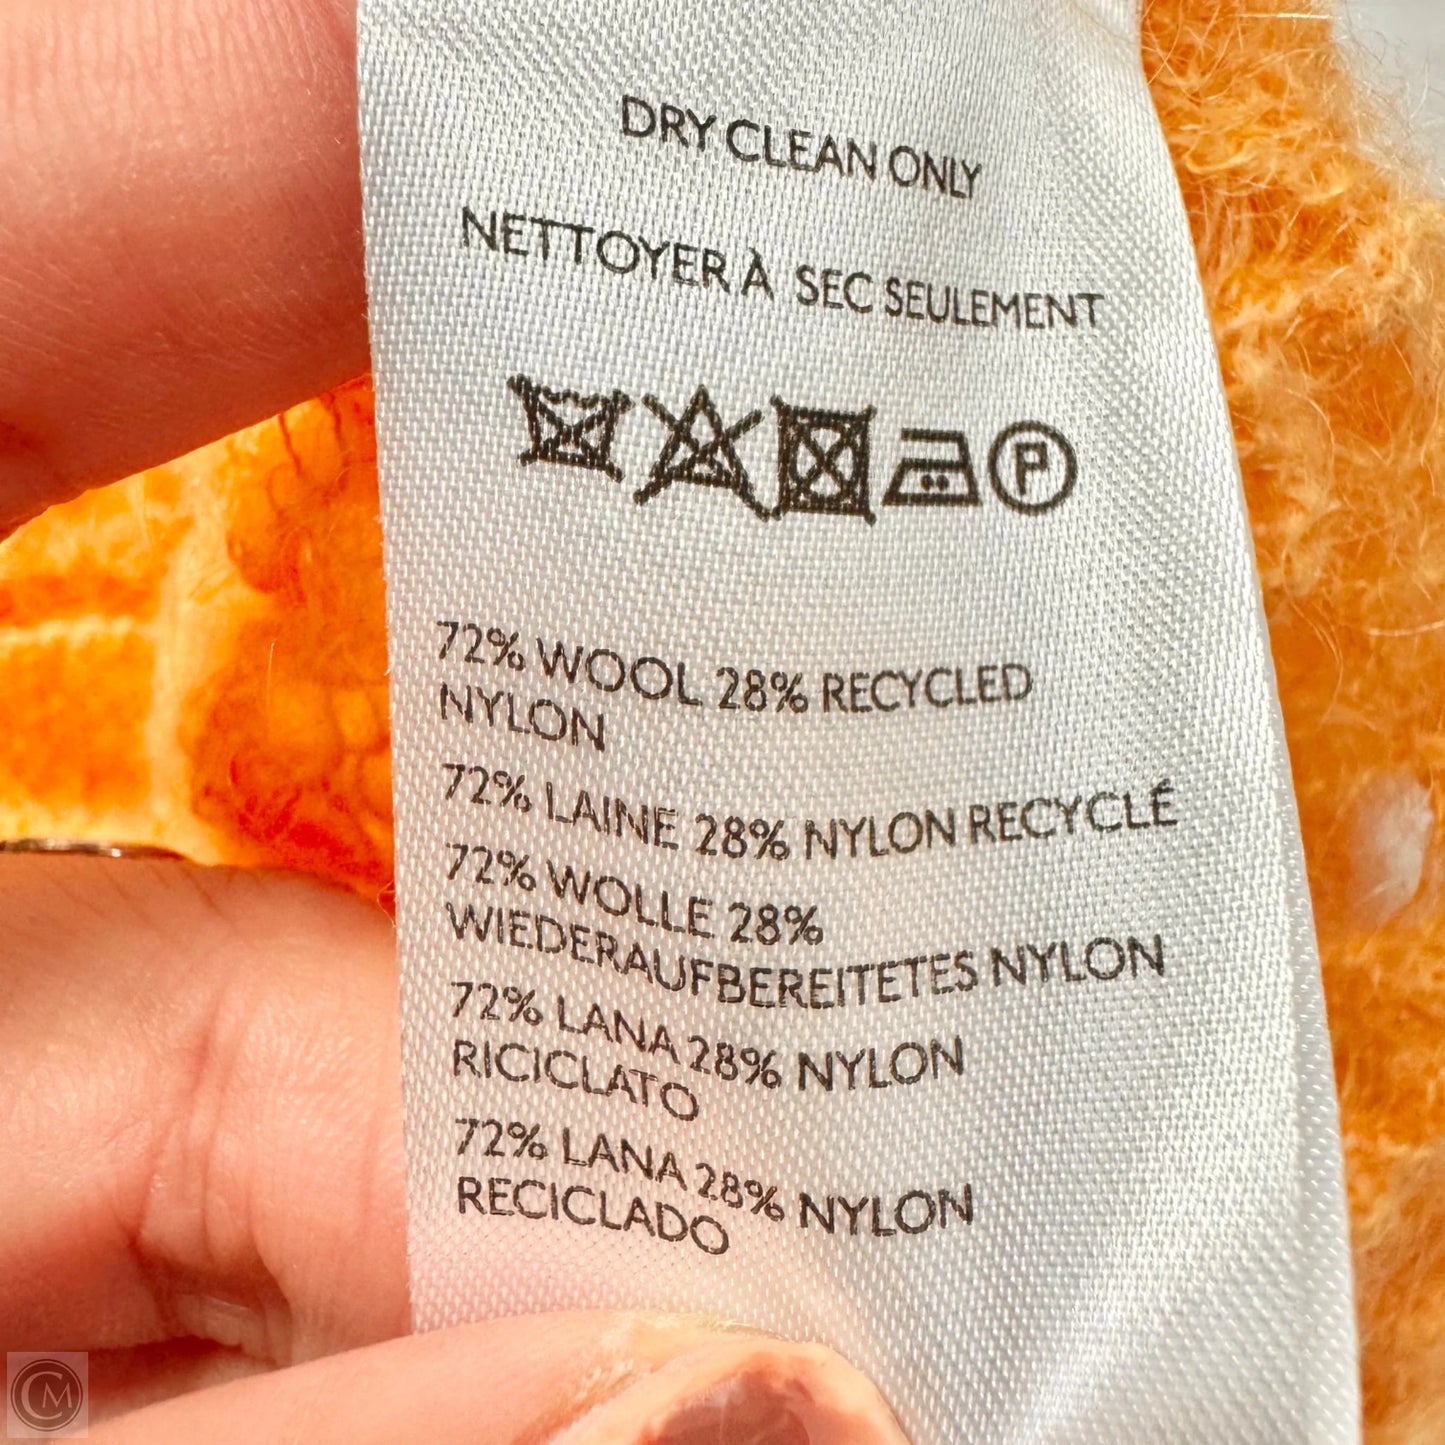 DRY CLEAN ONLY
NETTOYER À SEC SEULEMENT
P
72% WOOL 28% RECYCLED
NYLON
72% LAINE 28% NYLON RECYCLÉ
72% WOLLE 28%
WIEDERAUFBEREITETES NYLON
72% LANA 28% NYLON
RICICLATO
72% LANA 28% NYLON
RECICLADO
CM